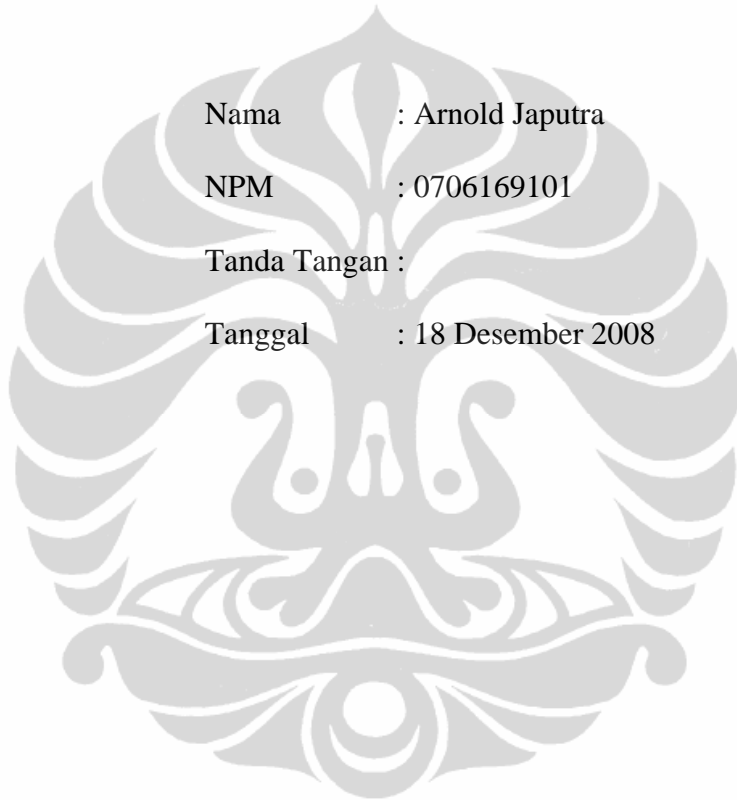 Nama : Arnold Japutra
NPM : 0706169101
Tanda Tangan :
Tanggal : 18 Desember 2008